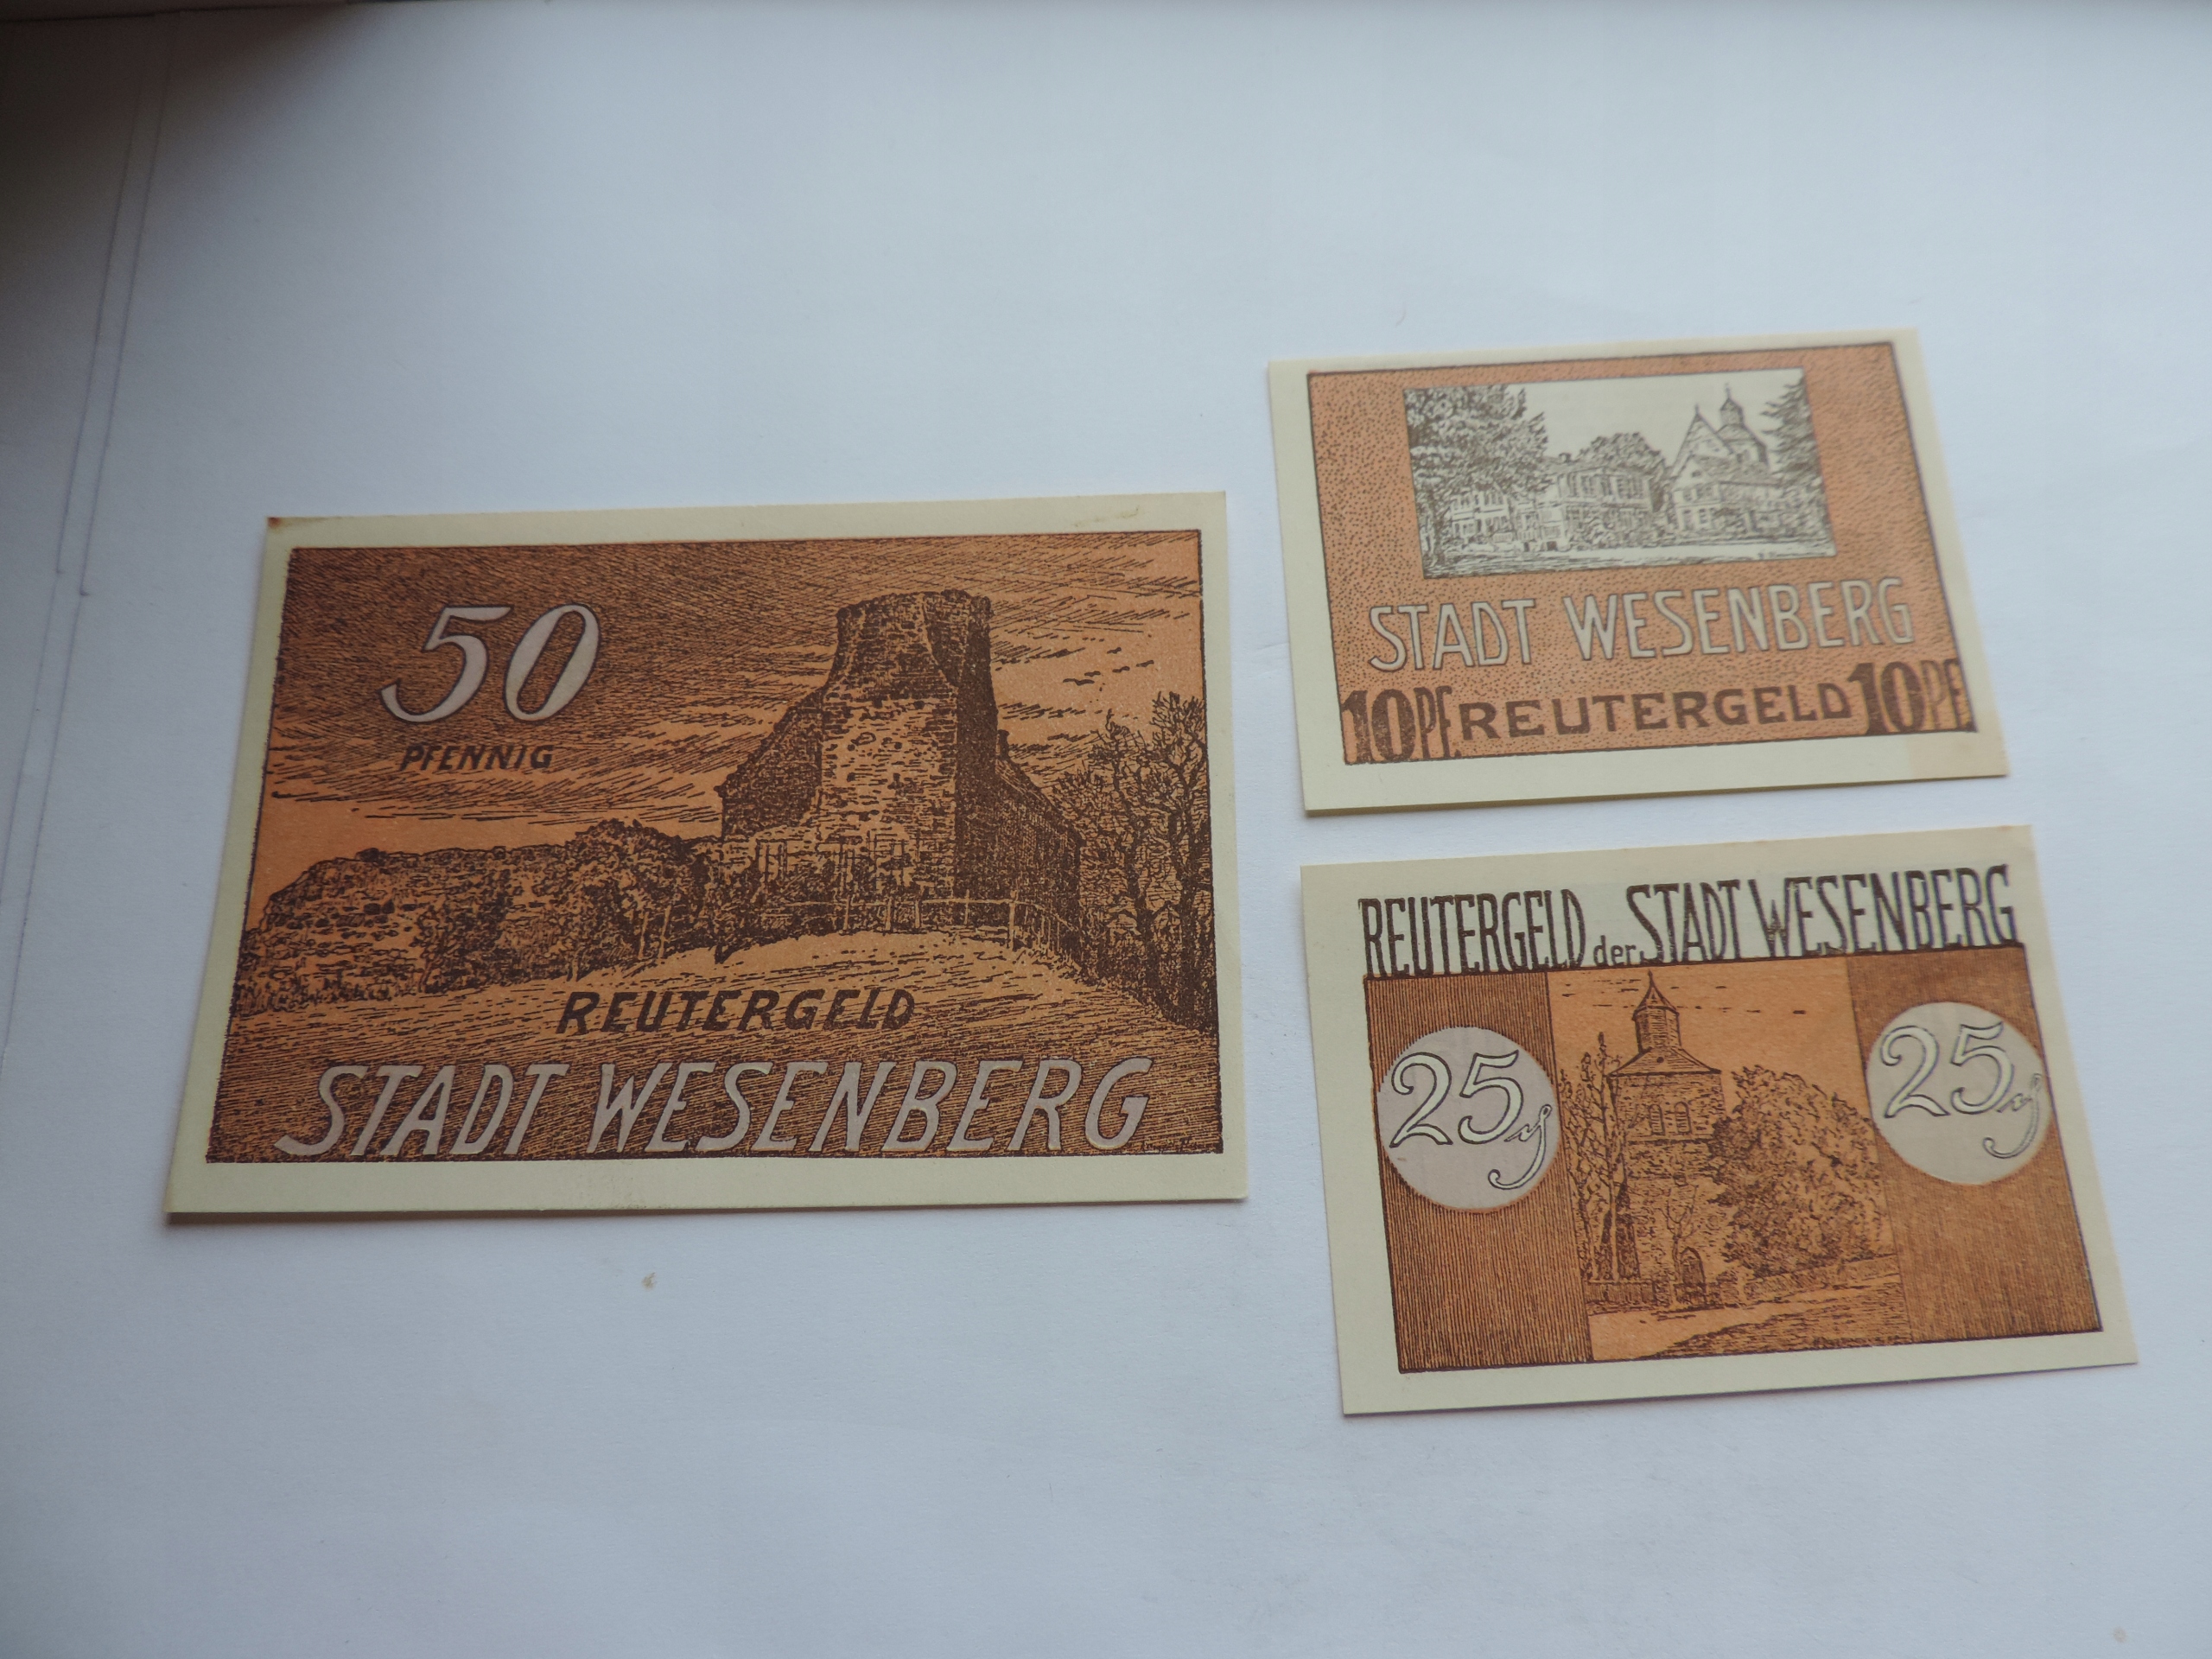 50
PFENNIG
REUTERGELD
STADT WESENBERG
STADT WESENBERG
10PF REUTERGELD 10PF
REUTERGELD der STADT WESENBERG
25 ₰
25 ₰